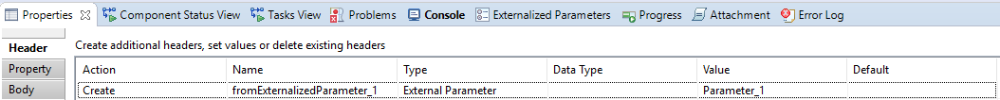 Properties Component Status View Tasks View Problems Console Externalized Parameters Progress Attachment Error Log
Header
Create additional headers, set values or delete existing headers
Property
Action Name Type Data Type Value Default
Body
Create fromExternalizedParameter_1 External Parameter Parameter_1